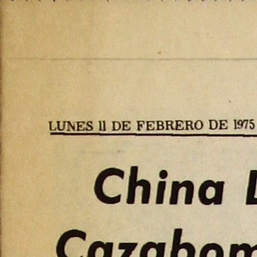 LUNES 11 DE FEBRERO DE 1975
China
Cazabom